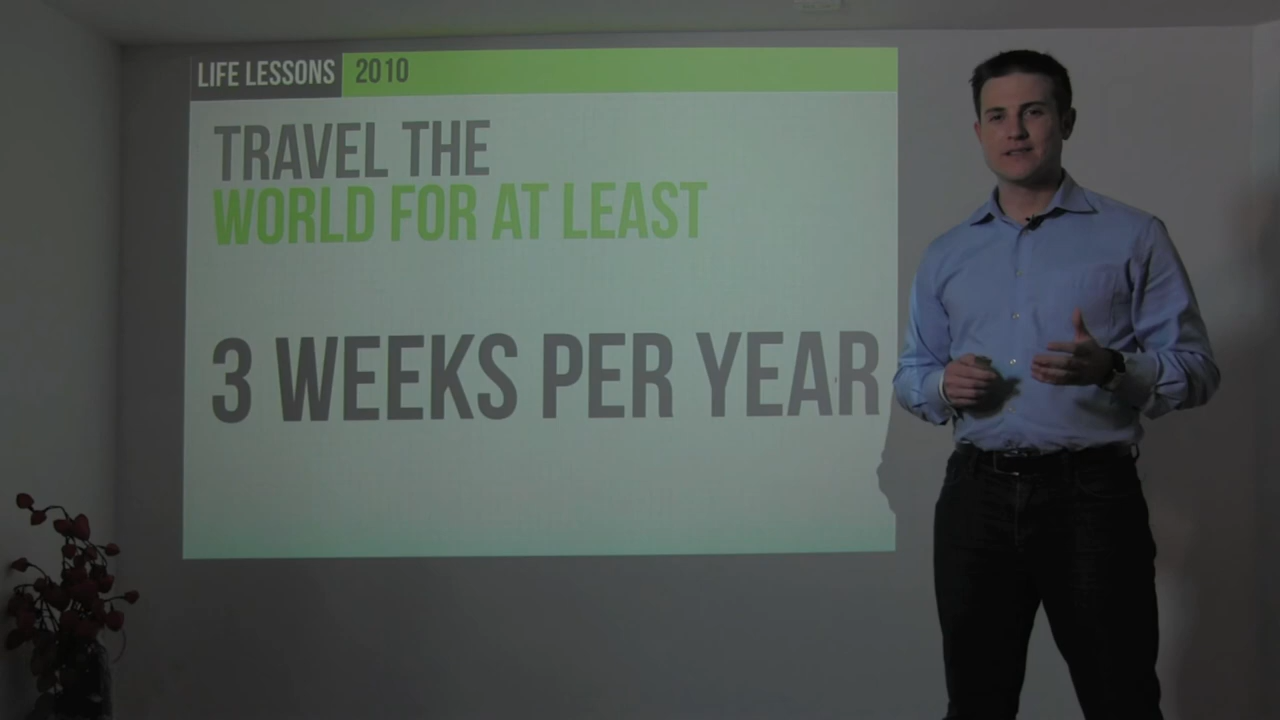 LIFE LESSONS 2010
TRAVEL THE
WORLD FOR AT LEAST
3 WEEKS PER YEAR